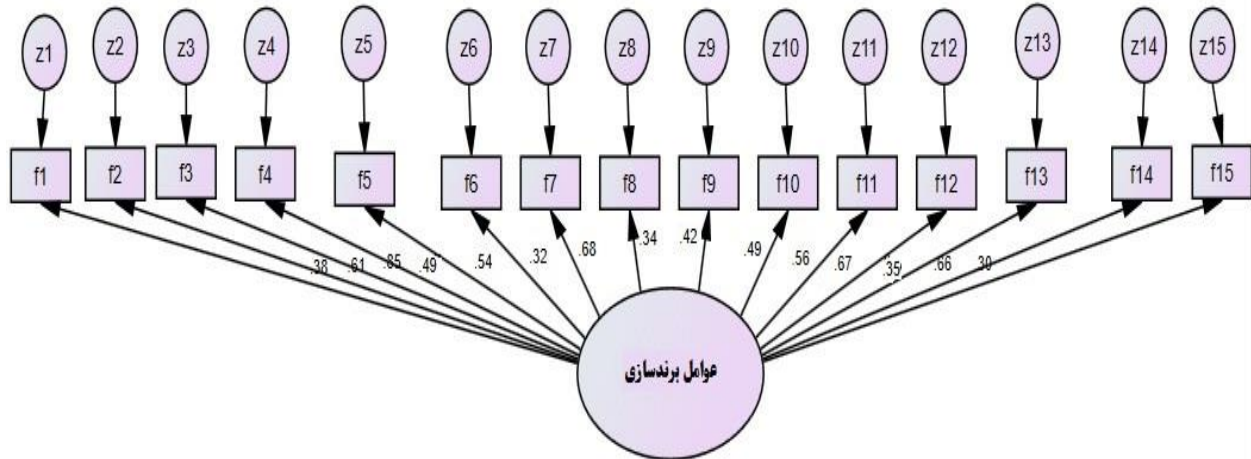 z1 z2 z3 z4 z5 z6 z7 z8 z9 z10 z11 z12 z13 z14 z15
f1 f2 f3 f4 f5 f6 f7 f8 f9 f10 f11 f12 f13 f14 f15
.38 .61 .85 .49 .54 .32 .68 .34 .42 .49 .56 .67 .35 .66 .30
عوامل برندسازی